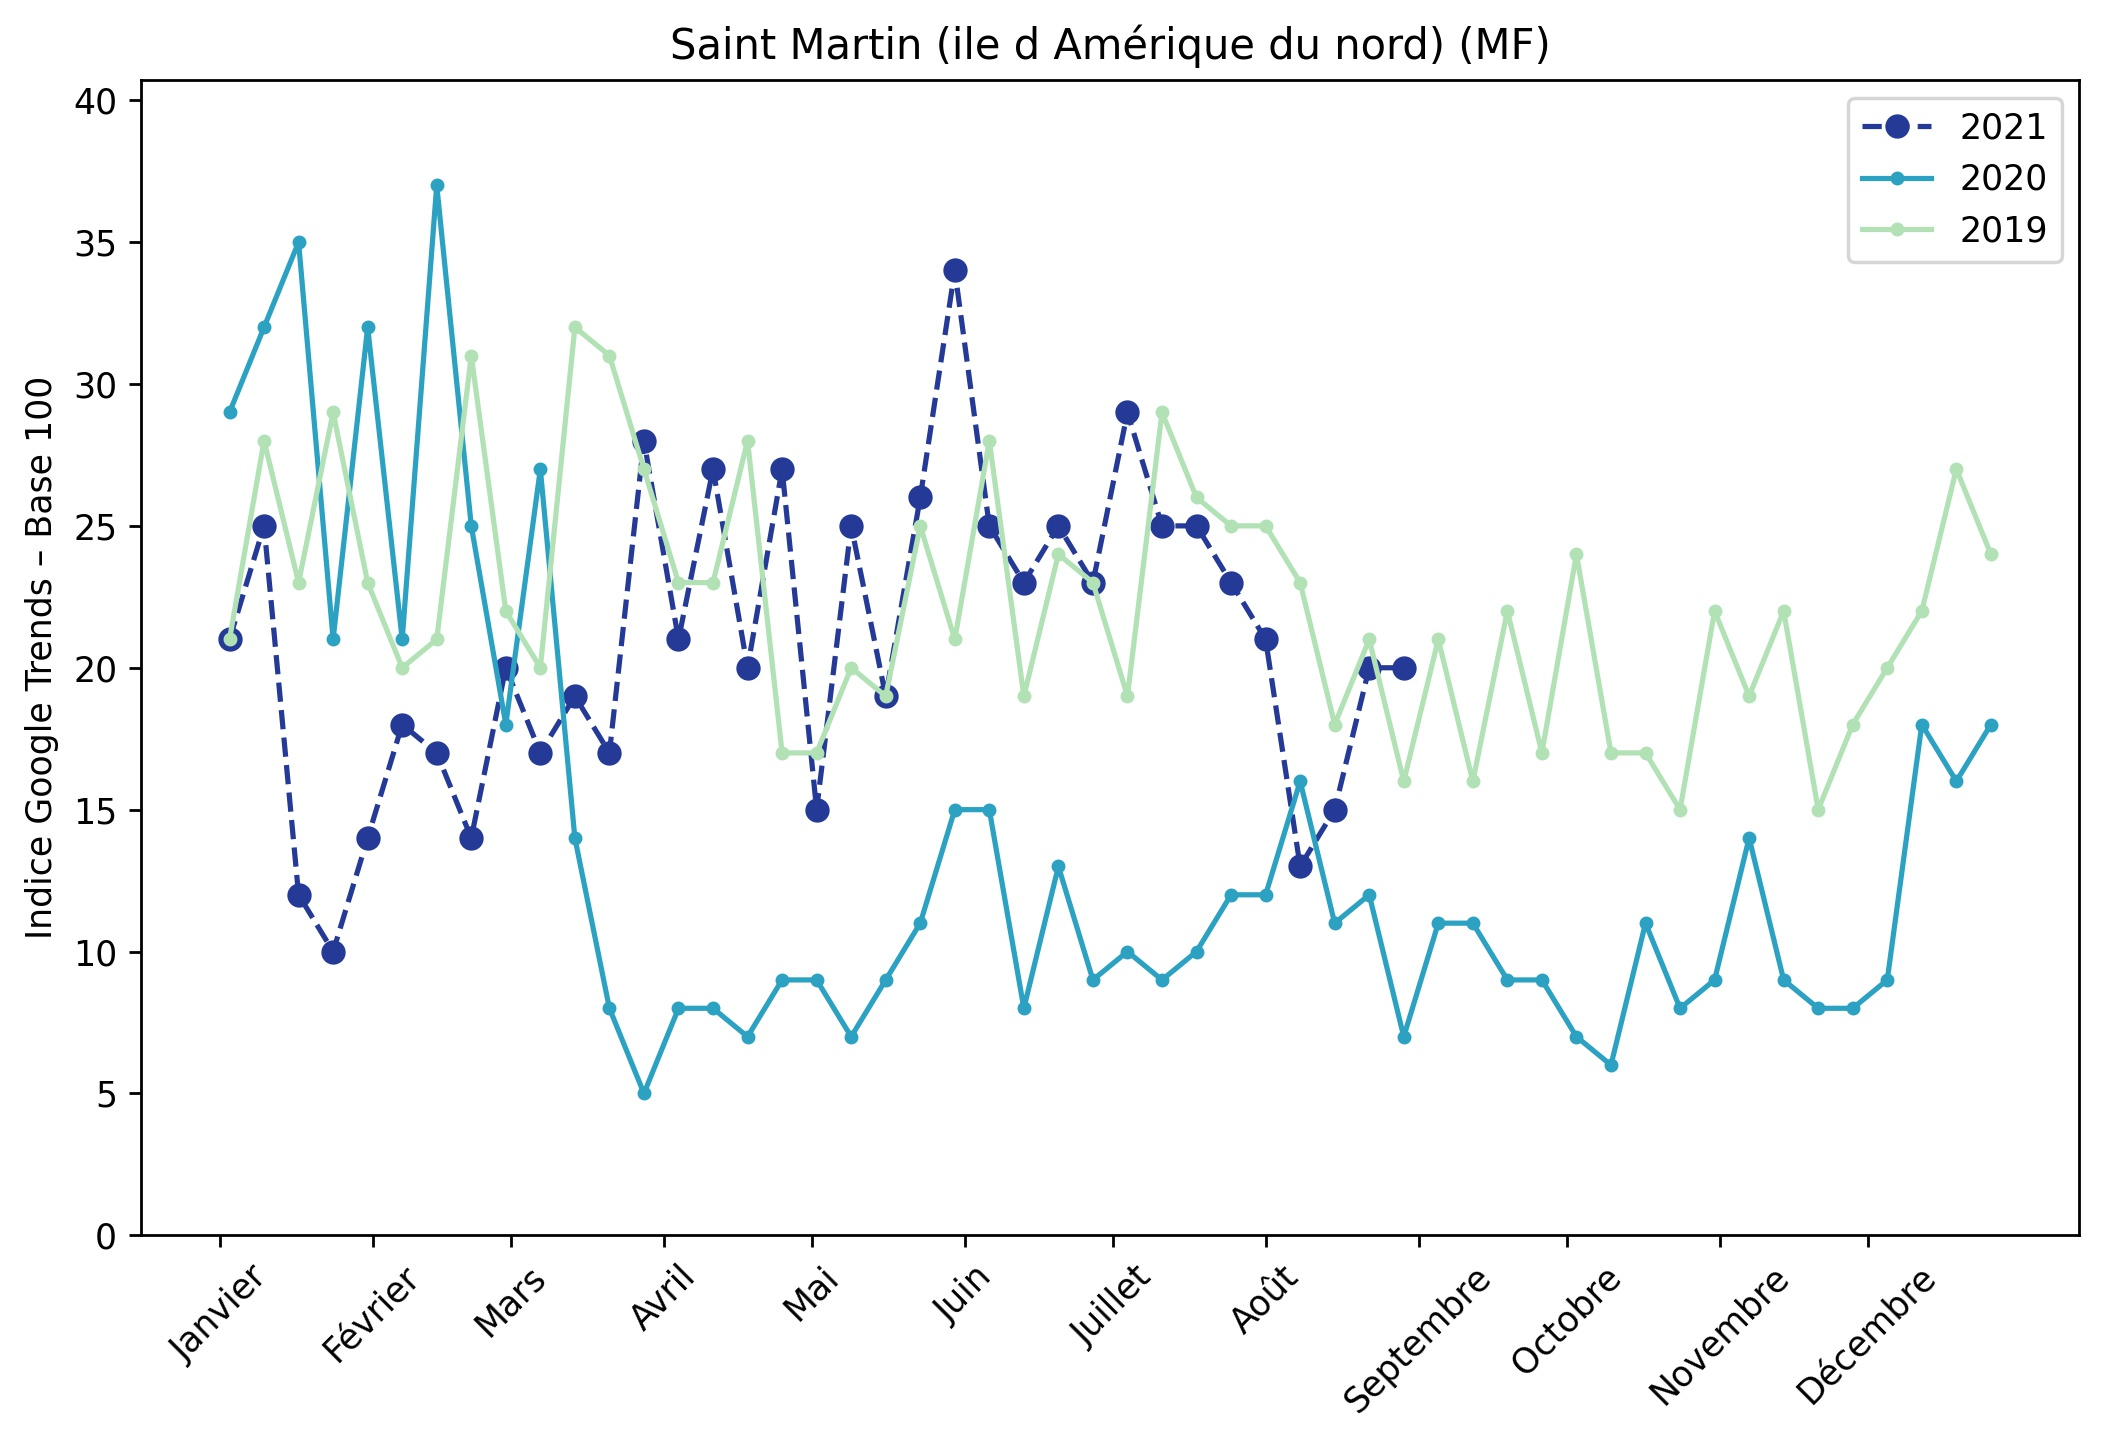 Saint Martin (ile d Amérique du nord) (MF)
Indice Google Trends – Base 100
40
35
30
25
20
15
10
5
0
2021
2020
2019
Janvier
Février
Mars
Avril
Mai
Juin
Juillet
Août
Septembre
Octobre
Novembre
Décembre